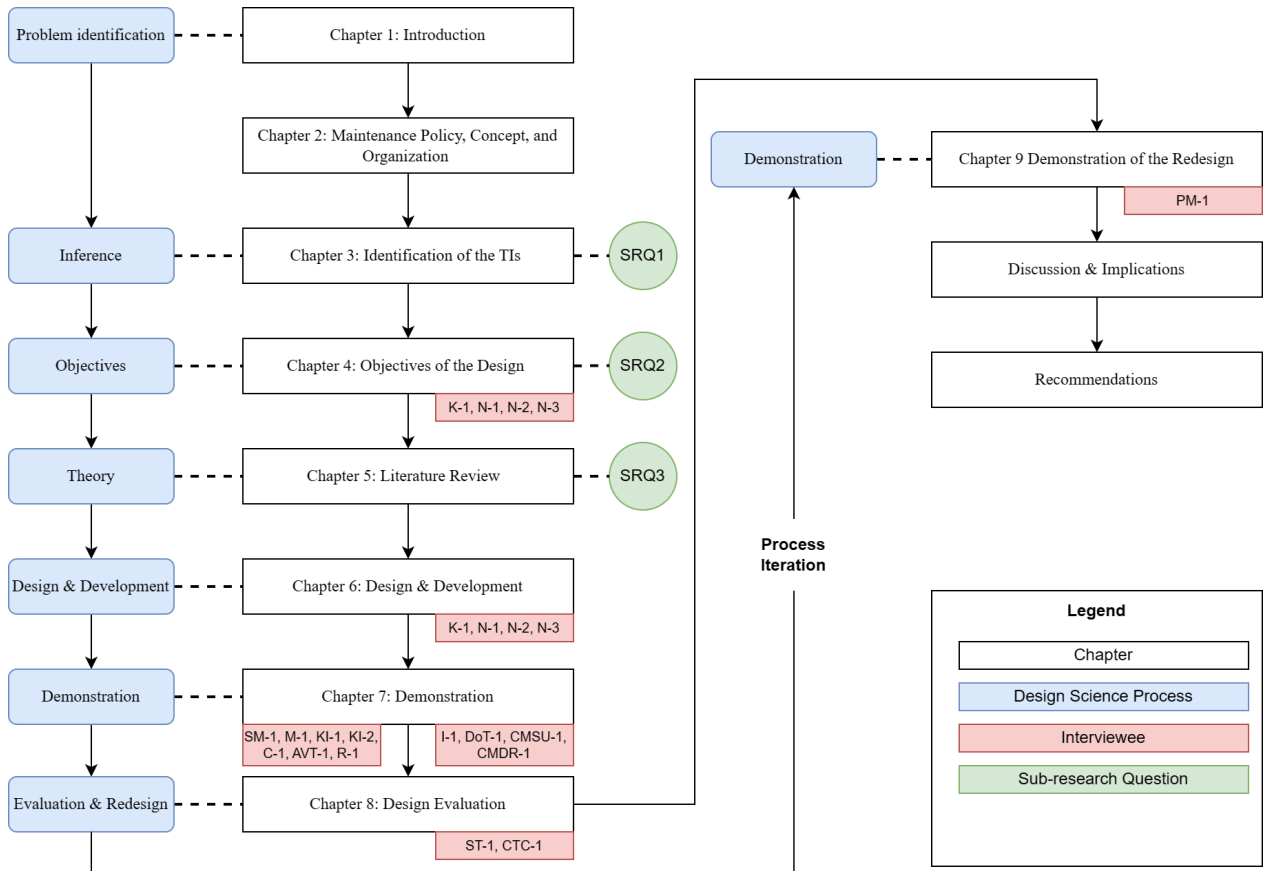 Problem identification
Chapter 1: Introduction
Chapter 2: Maintenance Policy, Concept, and
Organization
Inference
Chapter 3: Identification of the TIs
SRQ1
Objectives
Chapter 4: Objectives of the Design
SRQ2
K-1, N-1, N-2, N-3
Theory
Chapter 5: Literature Review
SRQ3
Design & Development
Chapter 6: Design & Development
K-1, N-1, N-2, N-3
Demonstration
Chapter 7: Demonstration
SM-1, M-1, KI-1, KI-2,
C-1, AVT-1, R-1
I-1, DoT-1, CMSU-1,
CMDR-1
Evaluation & Redesign
Chapter 8: Design Evaluation
ST-1, CTC-1
Process
Iteration
Demonstration
Chapter 9 Demonstration of the Redesign
PM-1
Discussion & Implications
Recommendations
Legend
Chapter
Design Science Process
Interviewee
Sub-research Question